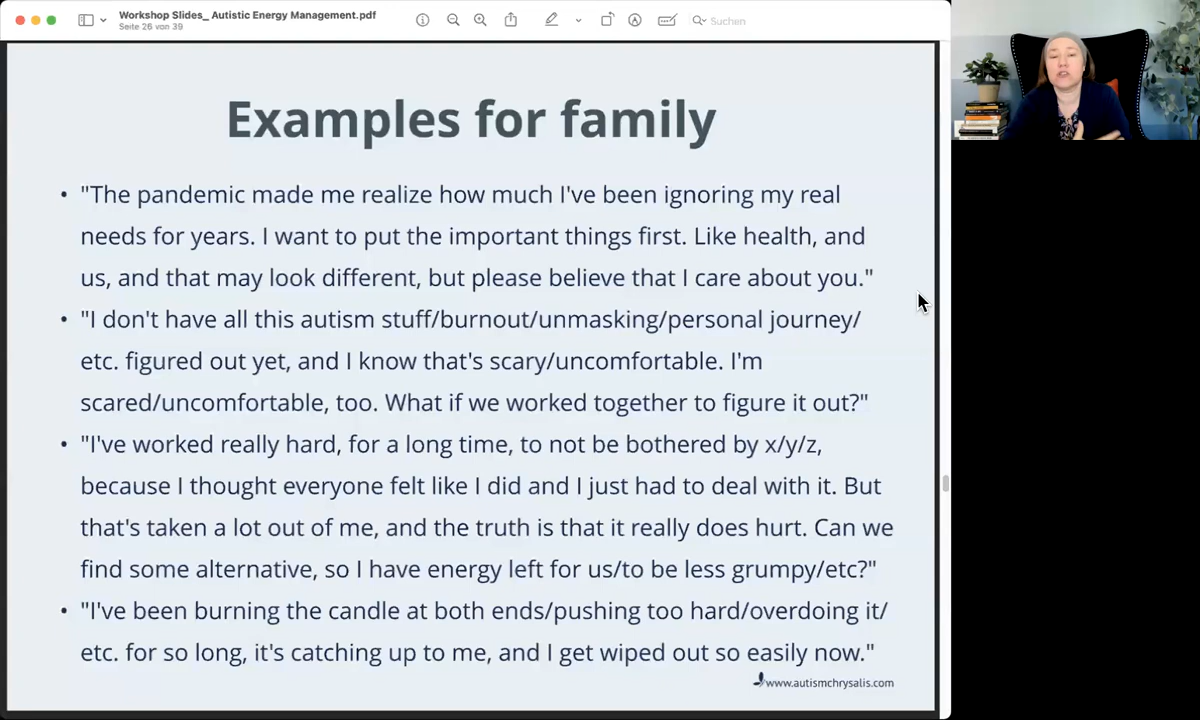 Workshop Slides_ Autistic Energy Management.pdf
Seite 26 von 39
Suchen
Examples for family
• "The pandemic made me realize how much I've been ignoring my real
needs for years. I want to put the important things first. Like health, and
us, and that may look different, but please believe that I care about you."
• "I don't have all this autism stuff/burnout/unmasking/personal journey/
etc. figured out yet, and I know that's scary/uncomfortable. I'm
scared/uncomfortable, too. What if we worked together to figure it out?"
• "I've worked really hard, for a long time, to not be bothered by x/y/z,
because I thought everyone felt like I did and I just had to deal with it. But
that's taken a lot out of me, and the truth is that it really does hurt. Can we
find some alternative, so I have energy left for us/to be less grumpy/etc?"
• "I've been burning the candle at both ends/pushing too hard/overdoing it/
etc. for so long, it's catching up to me, and I get wiped out so easily now."
www.autismchrysalis.com